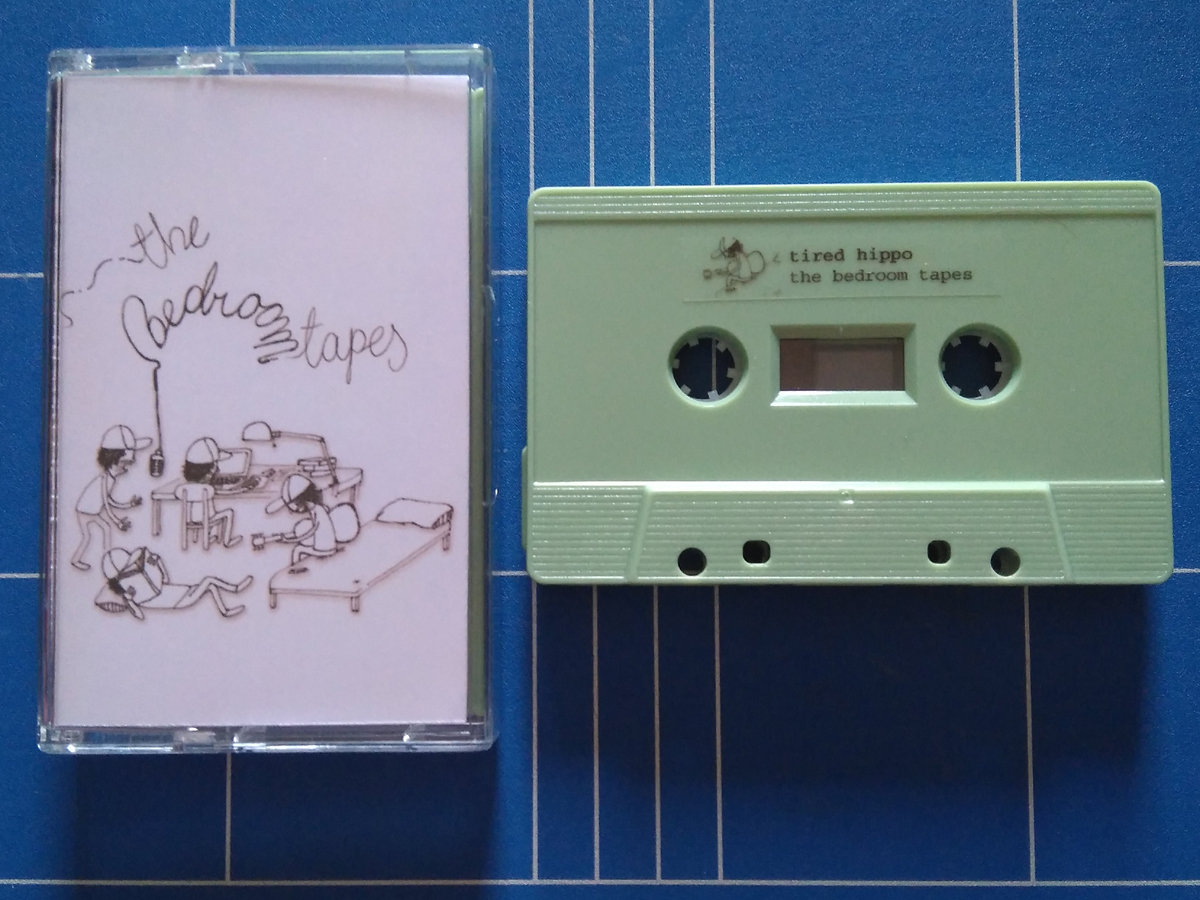 the
Bedroom
tapes
tired hippo
the bedroom tapes